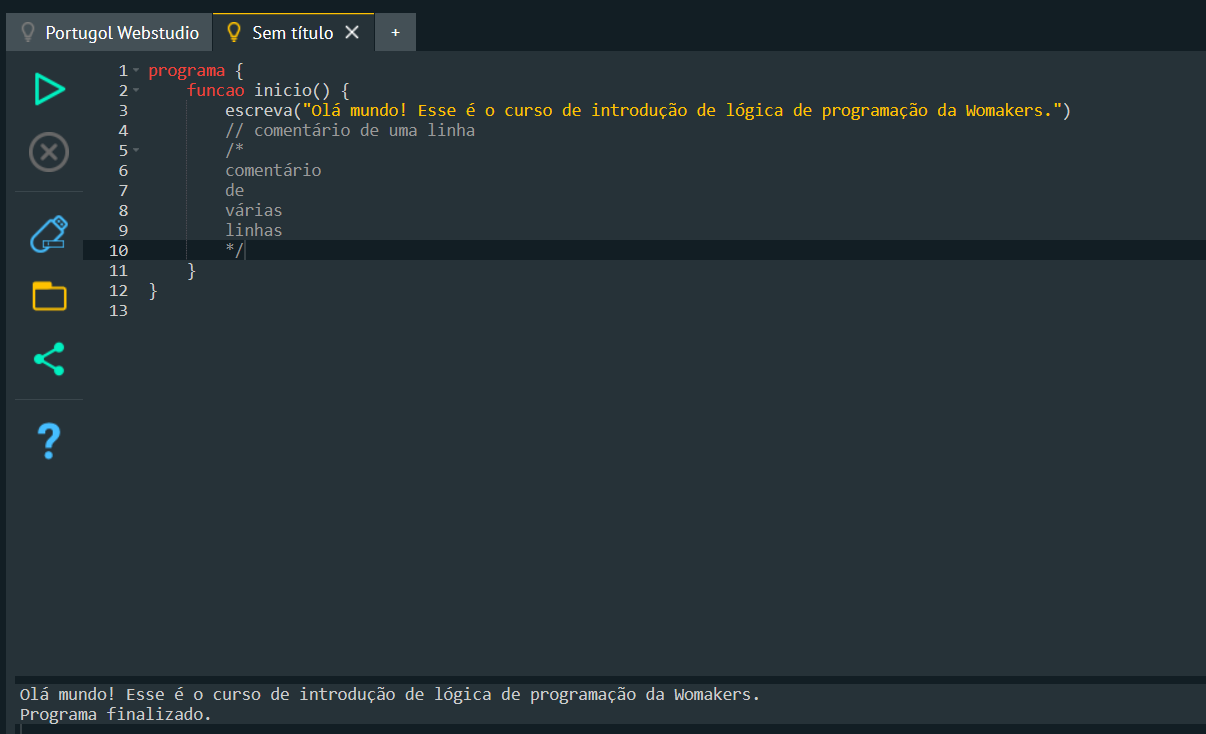 Portugol Webstudio Sem título ✕ +
1 programa {
2 funcao inicio() {
3 escreva("Olá mundo! Esse é o curso de introdução de lógica de programação da Womakers.")
4 // comentário de uma linha
5 /*
6 comentário
7 de
8 várias
9 linhas
10 */
11 }
12 }
13
?
Olá mundo! Esse é o curso de introdução de lógica de programação da Womakers.
Programa finalizado.